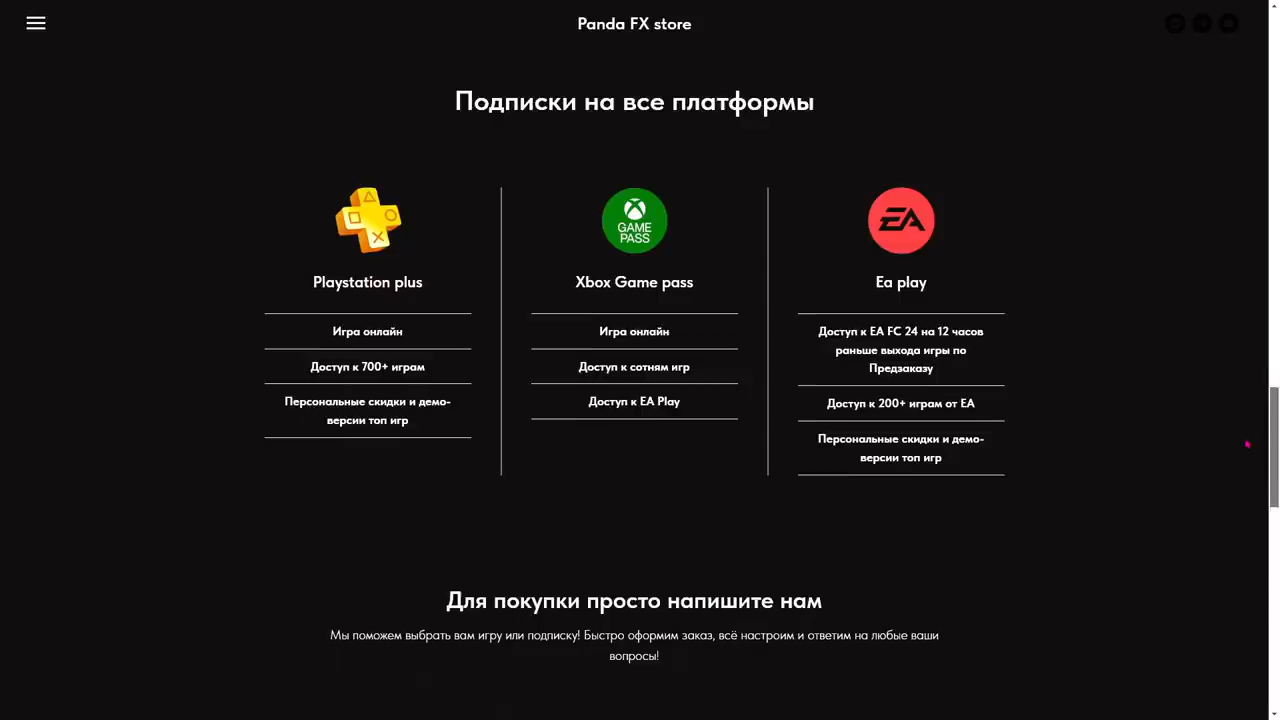 Panda FX store
Подписки на все платформы
GAME
PASS
EA
Playstation plus
Xbox Game pass
Ea play
Игра онлайн
Доступ к 700+ играм
Персональные скидки и демо-
версии топ игр
Игра онлайн
Доступ к сотням игр
Доступ к EA Play
Доступ к EA FC 24 на 12 часов
раньше выхода игры по
Предзаказу
Доступ к 200+ играм от EA
Персональные скидки и демо-
версии топ игр
Для покупки просто напишите нам
Мы поможем выбрать вам игру или подписку! Быстро оформим заказ, всё настроим и ответим на любые ваши
вопросы!